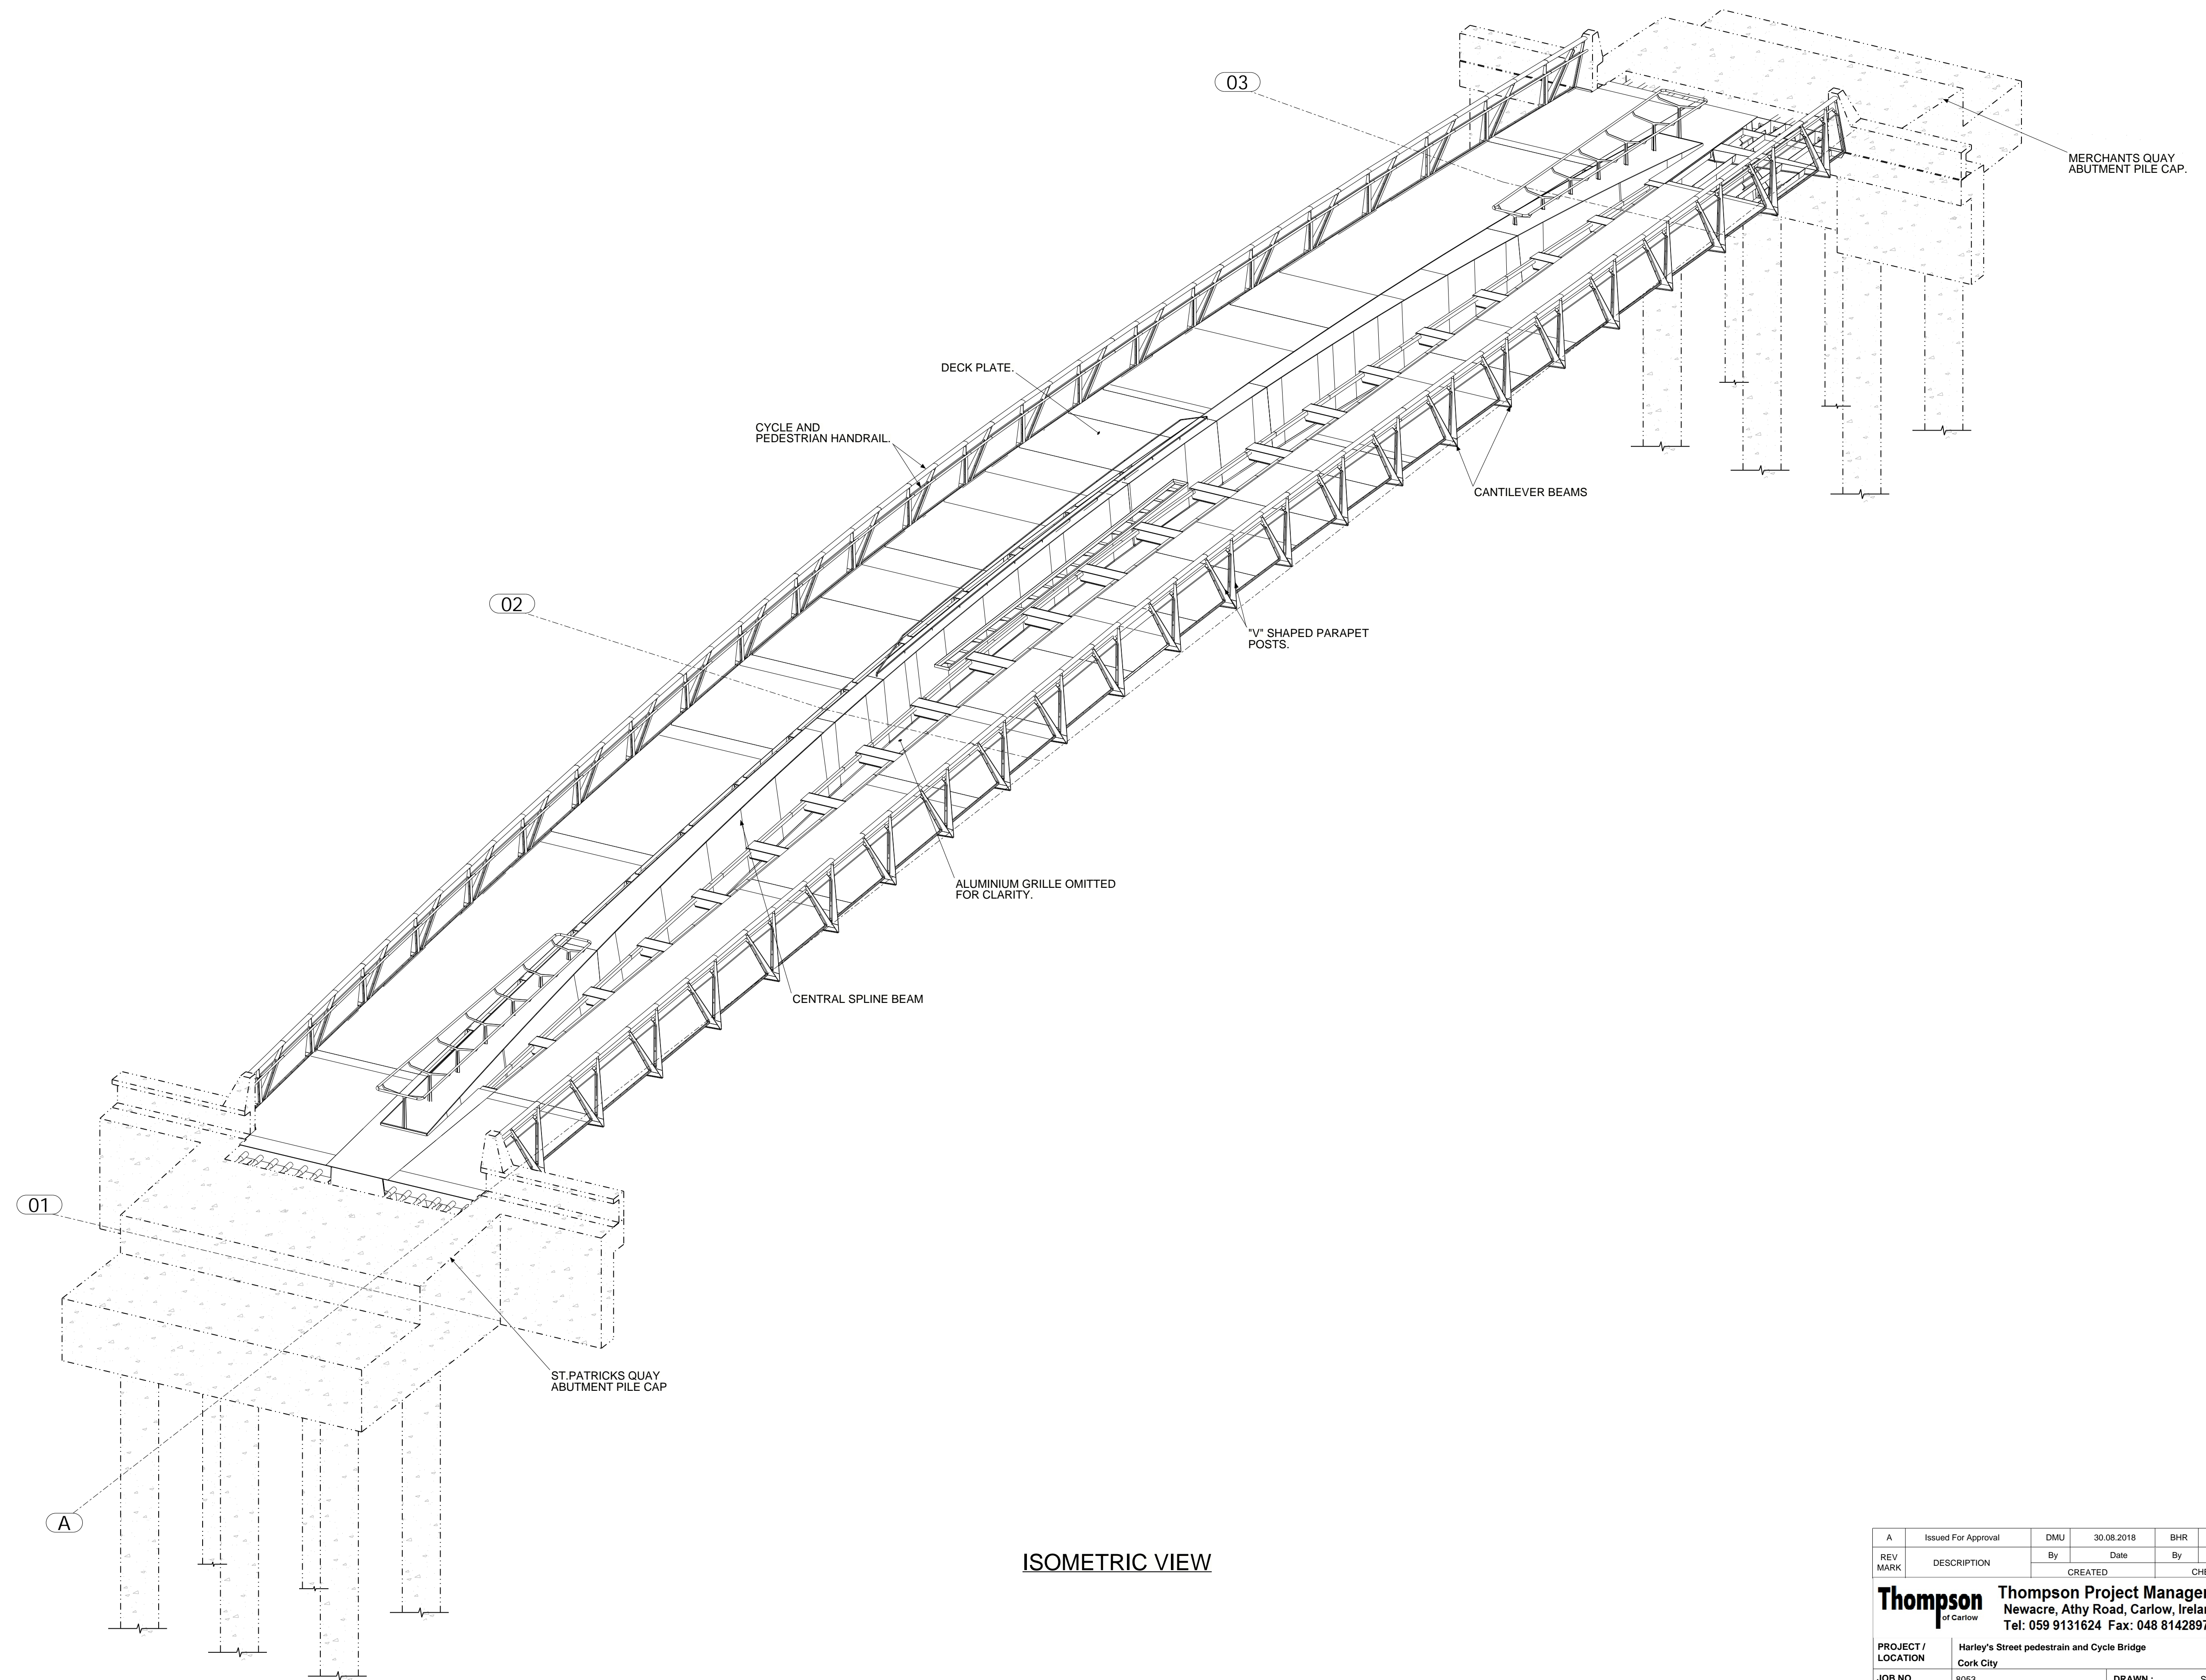 03
MERCHANTS QUAY
ABUTMENT PILE CAP.
DECK PLATE.
CYCLE AND
PEDESTRIAN HANDRAIL.
CANTILEVER BEAMS
02
"V" SHAPED PARAPET
POSTS.
ALUMINIUM GRILLE OMITTED
FOR CLARITY.
CENTRAL SPLINE BEAM
01
ST.PATRICKS QUAY
ABUTMENT PILE CAP
A
ISOMETRIC VIEW
A Issued For Approval DMU 30.08.2018 BHR
REV MARK DESCRIPTION By Date By
CREATED
Thompson
of Carlow
Thompson Project
Newacre, Athy Road, Carlow,
Tel: 059 9131624 Fax: 048 8142897
PROJECT / LOCATION Harley's Street pedestrain and Cycle Bridge
Cork City
JOB NO 8053 DRAWN :